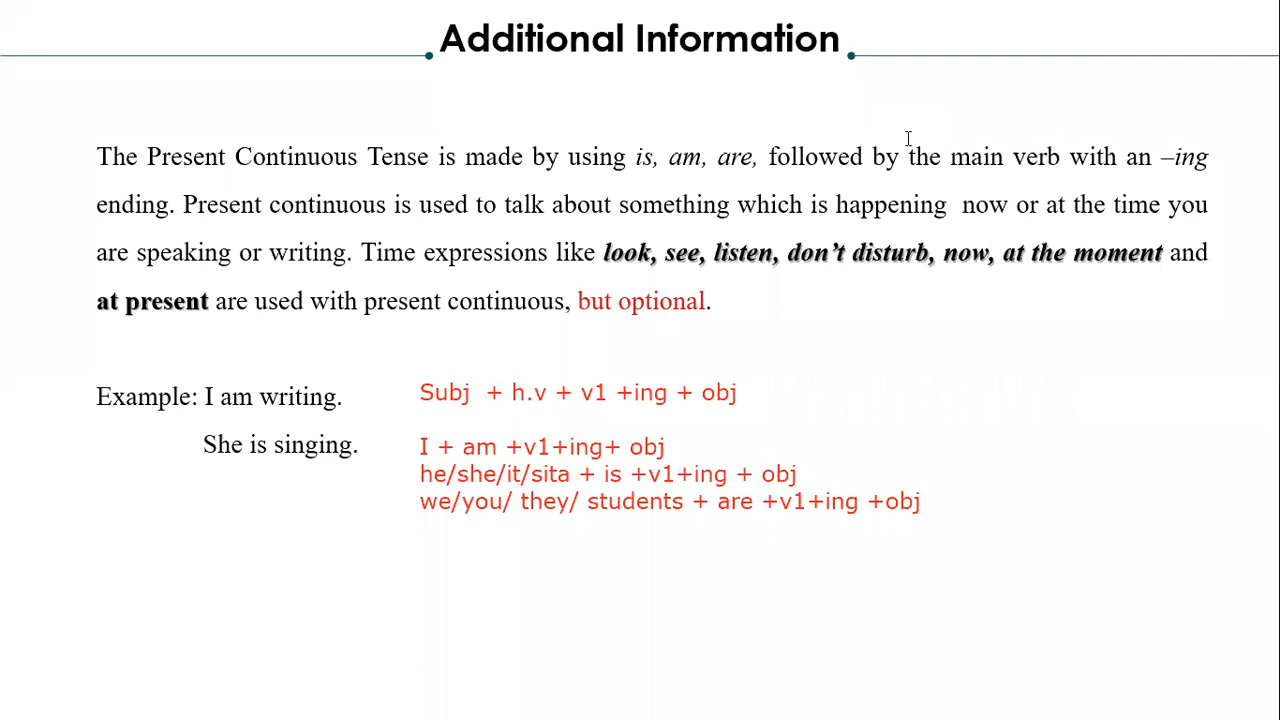 Additional Information
The Present Continuous Tense is made by using is, am, are, followed by the main verb with an –ing
ending. Present continuous is used to talk about something which is happening now or at the time you
are speaking or writing. Time expressions like look, see, listen, don’t disturb, now, at the moment and
at present are used with present continuous, but optional.
Example: I am writing.
She is singing.
Subj + h.v + v1 +ing + obj
I + am +v1+ing+ obj
he/she/it/sita + is +v1+ing + obj
we/you/ they/ students + are +v1+ing +obj